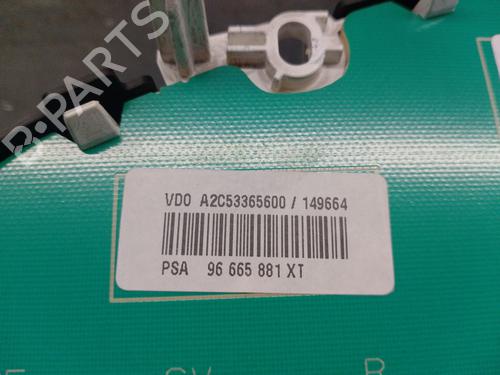 B-PARTS
VDO A2C53365600 / 149664
PSA 96 665 881 XT